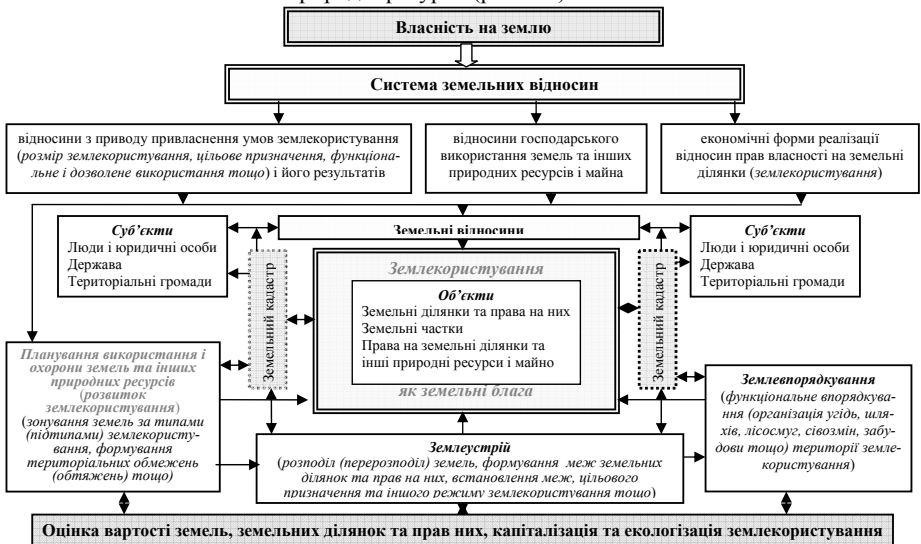 Власність на землю
Система земельних відносин
відносини з приводу привласнення умов землекористування
(розмір землекористування, цільове призначення, функціона-
льне і дозволене використання тощо) і його результатів
відносини господарського
використання земель та інших
природних ресурсів і майна
економічні форми реалізації
відносин прав власності на земельні
ділянки (землекористування)
Суб’єкти
Люди і юридичні особи
Держава
Територіальні громади
Земельні відносини
Суб’єкти
Люди і юридичні особи
Держава
Територіальні громади
Земельний кадастр
Землекористування
Об’єкти
Земельні ділянки та права на них
Земельні частки
Права на земельні ділянки та
інші природні ресурси і майно
як земельні блага
Земельний кадастр
Планування використання і
охорони земель та інших
природних ресурсів
(розвиток
землекористування)
(зонування земель за типами
(підтипами) землекористу-
вання, формування
територіальних обмежень
(обтяжень) тощо)
Землеустрій
(розподіл (перерозподіл) земель, формування меж земельних
ділянок та прав на них, встановлення меж, цільового
призначення та іншого режиму землекористування тощо)
Землевпорядкування
(функціональне впорядкува-
ння (організація угідь, шля-
хів, лісосмуг, сівозмін, забу-
дови тощо) території земле-
користування)
Оцінка вартості земель, земельних ділянок та прав них, капіталізація та екологізація землекористування